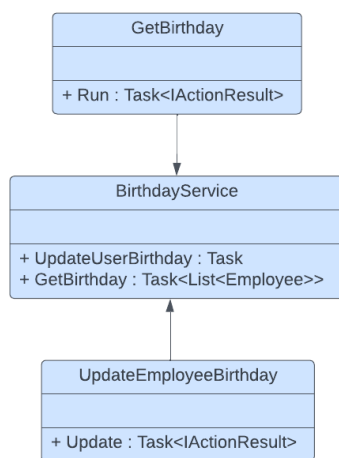 GetBirthday
+ Run : Task<IActionResult>
BirthdayService
+ UpdateUserBirthday : Task
+ GetBirthday : Task<List<Employee>>
UpdateEmployeeBirthday
+ Update : Task<IActionResult>